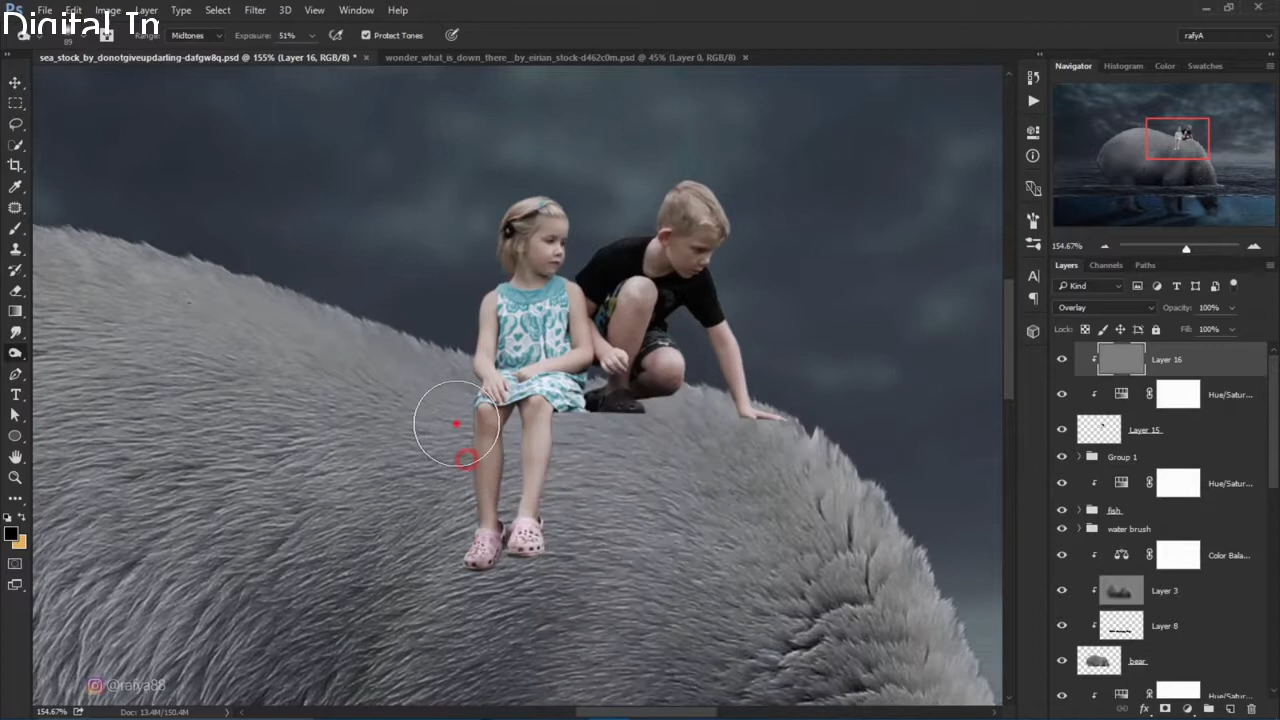 Ps File Edit Image Layer Type Select Filter 3D View Window Help
Digital Im
89 Range: Midtones Exposure: 51% Protect Tones rafyA
sea_stock_by_donotgiveupdarling-dafgw8q.psd @ 155% (Layer 16, RGB/8) * × wonder_what_is_down_there__by_eirian_stock-d462c0m.psd @ 45% (Layer 0, RGB/8) ×
Navigator Histogram Color Swatches
154.67%
Layers Channels Paths
Kind
Overlay Opacity: 100%
Lock: Fill: 100%
Layer 16
Hue/Satur...
Layer 15
Group 1
Hue/Satur...
fish
water brush
Color Bala...
Layer 3
Layer 8
bear
Hue/Satur...
@rafiya88
154.67% Doc: 13.4M/150.4M